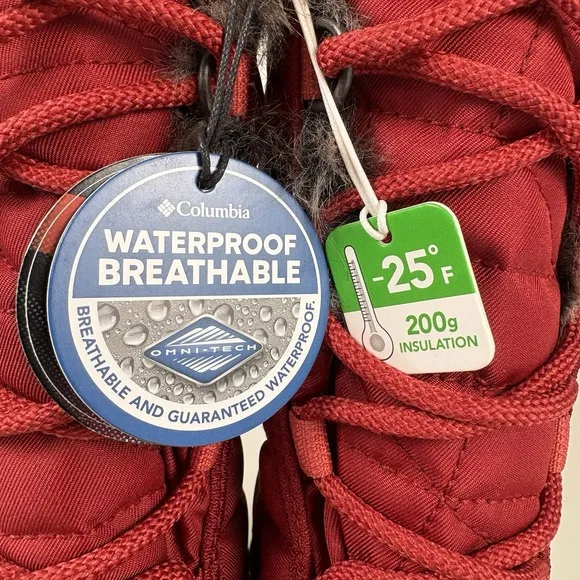 Columbia
WATERPROOF
BREATHABLE
OMNI-TECH
BREATHABLE AND GUARANTEED WATERPROOF.
-25° F
200g
INSULATION